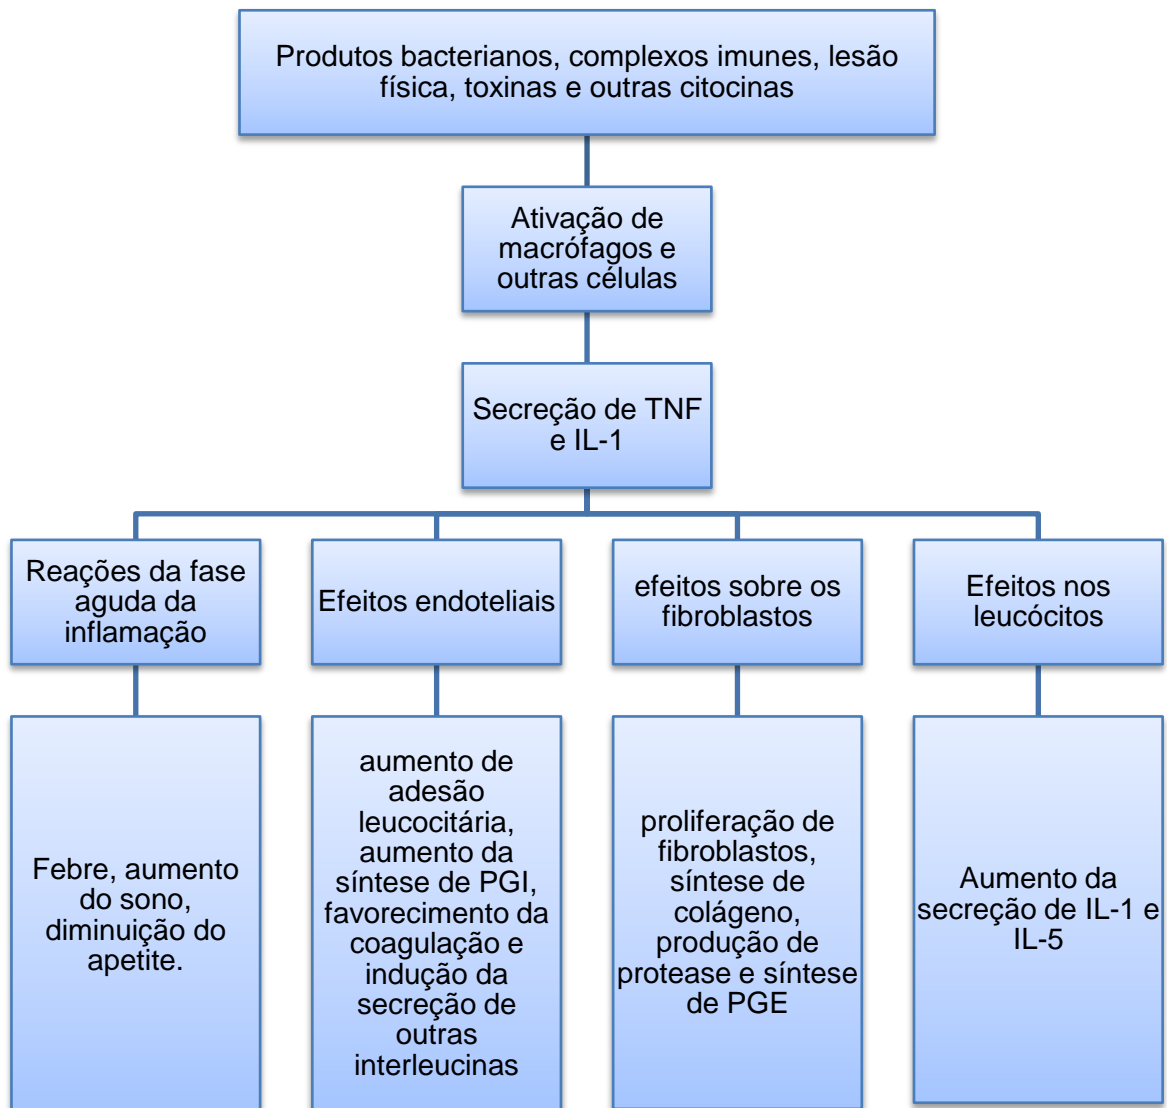 Produtos bacterianos, complexos imunes, lesão
física, toxinas e outras citocinas
Ativação de
macrófagos e
outras células
Secreção de TNF
e IL-1
Reações da fase
aguda da
inflamação
Efeitos endoteliais
efeitos sobre os
fibroblastos
Efeitos nos
leucócitos
Febre, aumento
do sono,
diminuição do
apetite.
aumento de
adesão
leucocitária,
aumento da
síntese de PGI,
favorecimento da
coagulação e
indução da
secreção de
outras
interleucinas
proliferação de
fibroblastos,
síntese de
colágeno,
produção de
protease e síntese
de PGE
Aumento da
secreção de IL-1 e
IL-5